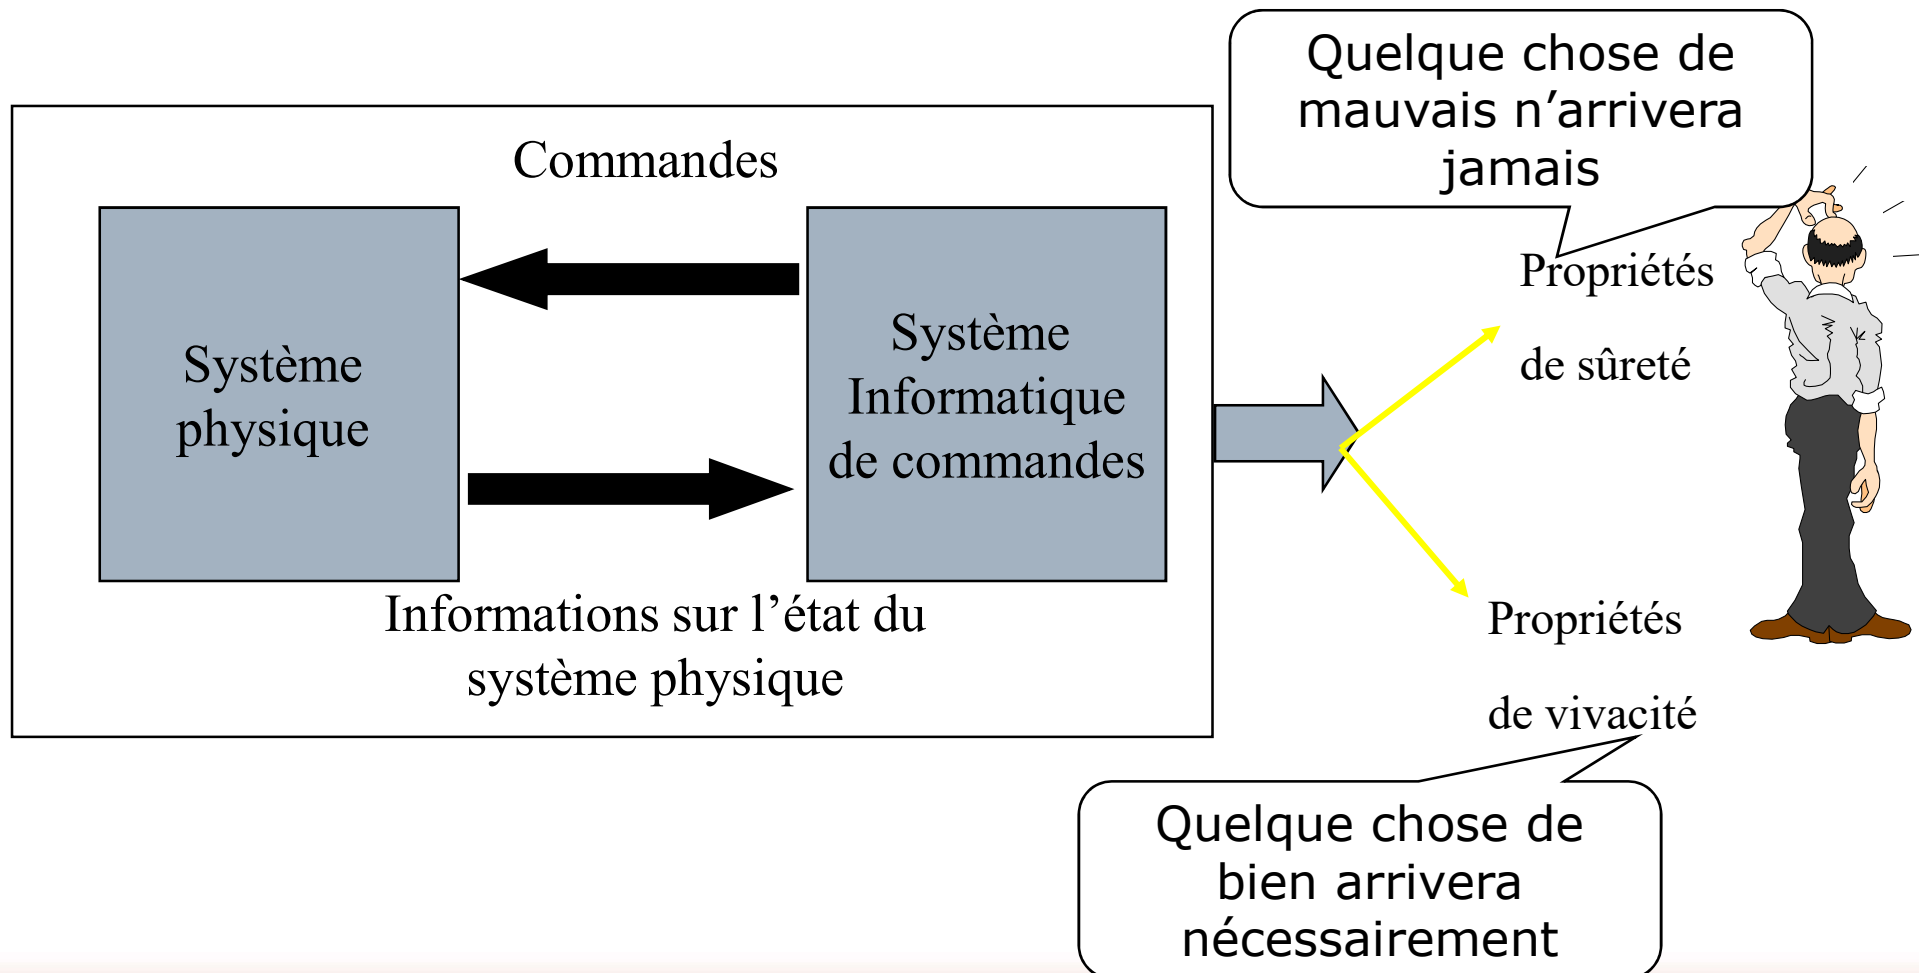 Commandes
Système
physique
Système
Informatique
de commandes
Informations sur l’état du
système physique
Quelque chose de
mauvais n’arrivera
jamais
Propriétés
de sûreté
Propriétés
de vivacité
Quelque chose de
bien arrivera
nécessairement